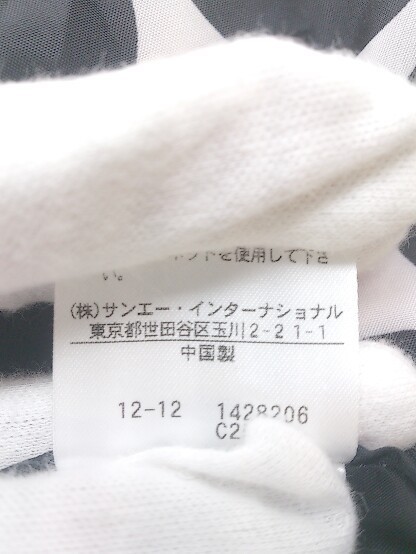 ネットを使用して下さ
い。
(株)サンエー・インターナショナル
東京都世田谷区玉川2-21-1
中国製
12-12 1428206
C2